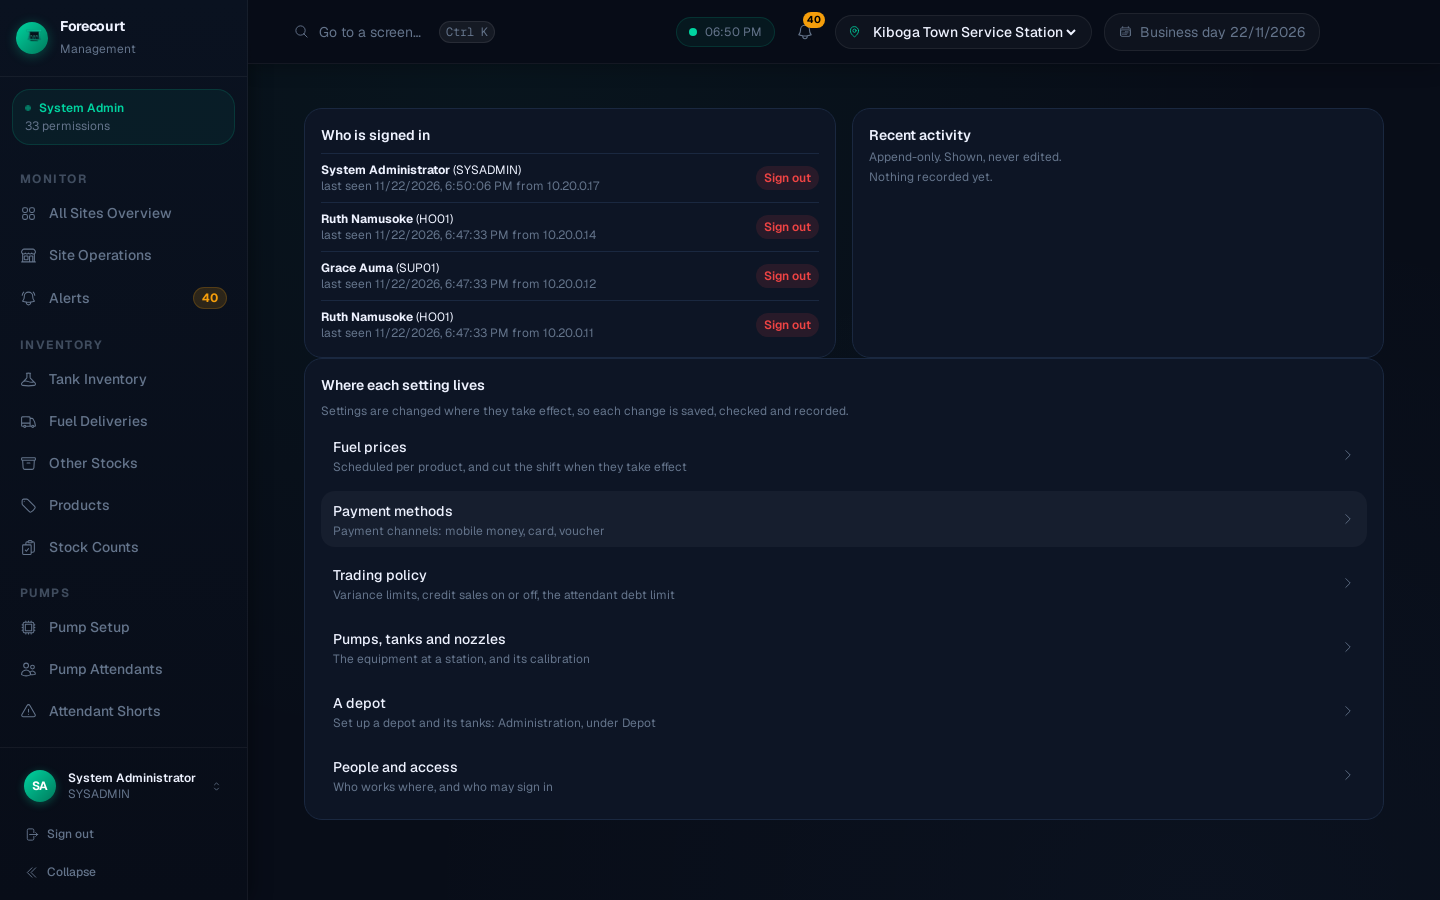 Forecourt
Management
System Admin
33 permissions
MONITOR
All Sites Overview
Site Operations
Alerts
40
INVENTORY
Tank Inventory
Fuel Deliveries
Other Stocks
Products
Stock Counts
PUMPS
Pump Setup
Pump Attendants
Attendant Shorts
SA
System Administrator
SYSADMIN
Sign out
Collapse
Go to a screen...
Ctrl K
06:50 PM
40
Kiboga Town Service Station
Business day 22/11/2026
Who is signed in
System Administrator (SYSADMIN)
last seen 11/22/2026, 6:50:06 PM from 10.20.0.17
Sign out
Ruth Namusoke (HO01)
last seen 11/22/2026, 6:47:33 PM from 10.20.0.14
Sign out
Grace Auma (SUP01)
last seen 11/22/2026, 6:47:33 PM from 10.20.0.12
Sign out
Ruth Namusoke (HO01)
last seen 11/22/2026, 6:47:33 PM from 10.20.0.11
Sign out
Recent activity
Append-only. Shown, never edited.
Nothing recorded yet.
Where each setting lives
Settings are changed where they take effect, so each change is saved, checked and recorded.
Fuel prices
Scheduled per product, and cut the shift when they take effect
Payment methods
Payment channels: mobile money, card, voucher
Trading policy
Variance limits, credit sales on or off, the attendant debt limit
Pumps, tanks and nozzles
The equipment at a station, and its calibration
A depot
Set up a depot and its tanks: Administration, under Depot
People and access
Who works where, and who may sign in